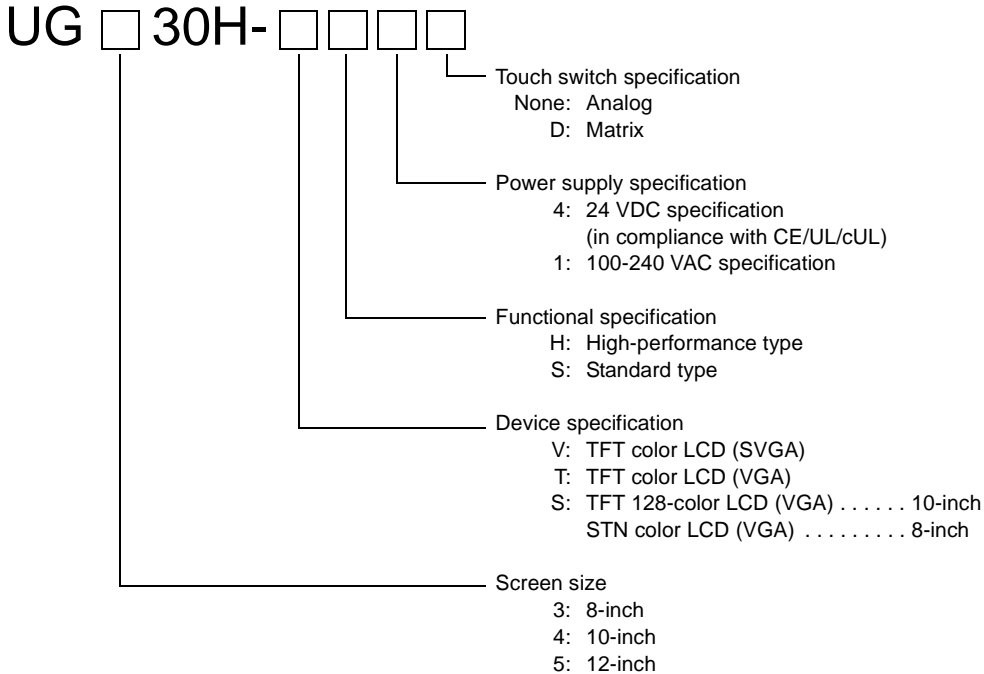 UG □ 30H- □ □ □ □
Touch switch specification
None: Analog
D: Matrix
Power supply specification
4: 24 VDC specification
(in compliance with CE/UL/cUL)
1: 100-240 VAC specification
Functional specification
H: High-performance type
S: Standard type
Device specification
V: TFT color LCD (SVGA)
T: TFT color LCD (VGA)
S: TFT 128-color LCD (VGA) . . . . . . 10-inch
STN color LCD (VGA) . . . . . . . . . 8-inch
Screen size
3: 8-inch
4: 10-inch
5: 12-inch